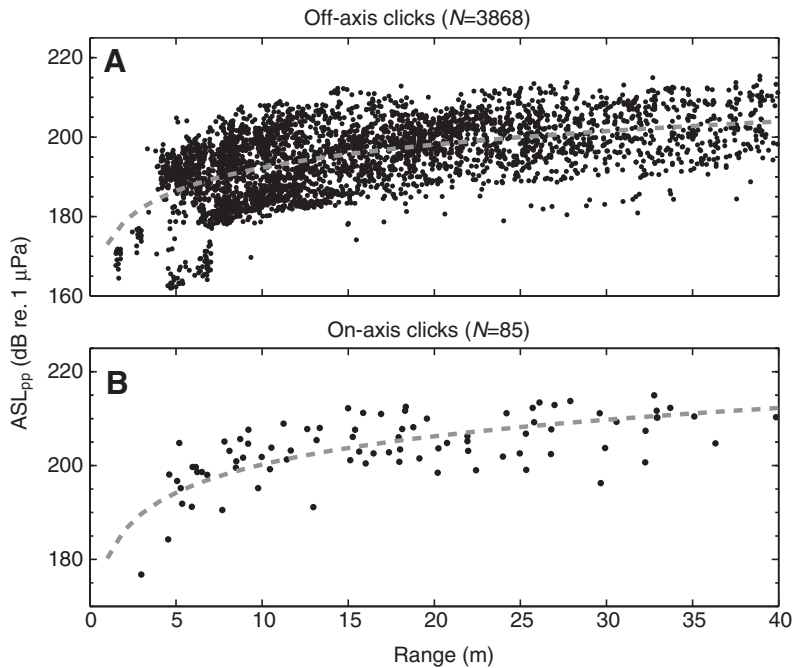 Off-axis clicks (N=3868)
A
220
200
180
160
ASLpp (dB re. 1 μPa)
On-axis clicks (N=85)
B
220
200
180
0 5 10 15 20 25 30 35 40
Range (m)